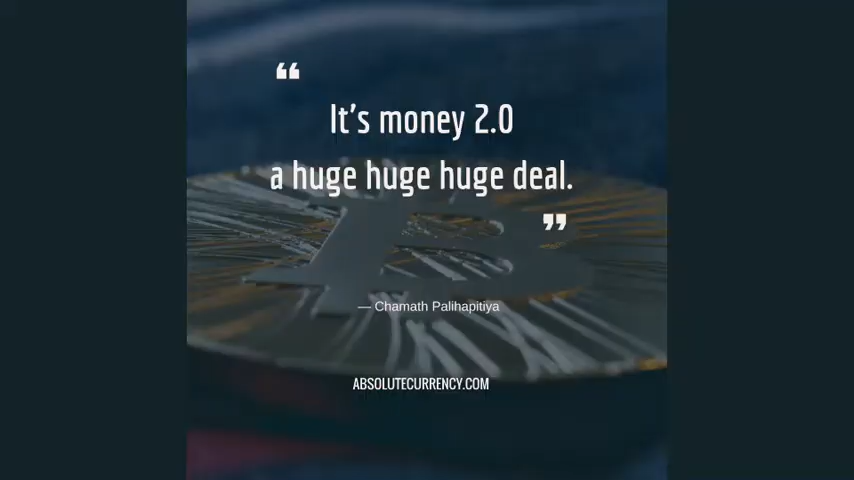 “
It's money 2.0
a huge huge huge deal.
”
— Chamath Palihapitiya
ABSOLUTECURRENCY.COM